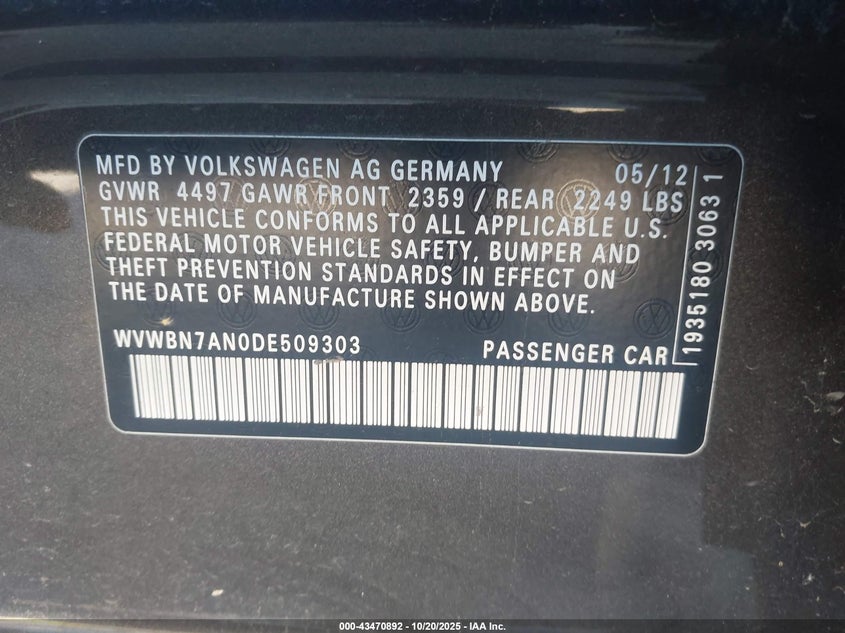 MFD BY VOLKSWAGEN AG GERMANY 05/12
GVWR 4497 GAWR FRONT 2359 / REAR 2249 LBS
THIS VEHICLE CONFORMS TO ALL APPLICABLE U.S.
FEDERAL MOTOR VEHICLE SAFETY, BUMPER AND
THEFT PREVENTION STANDARDS IN EFFECT ON
THE DATE OF MANUFACTURE SHOWN ABOVE.
WVWBN7AN0DE509303 PASSENGER CAR
1935180 3063 1
000-43470892 - 10/20/2025 - IAA Inc.